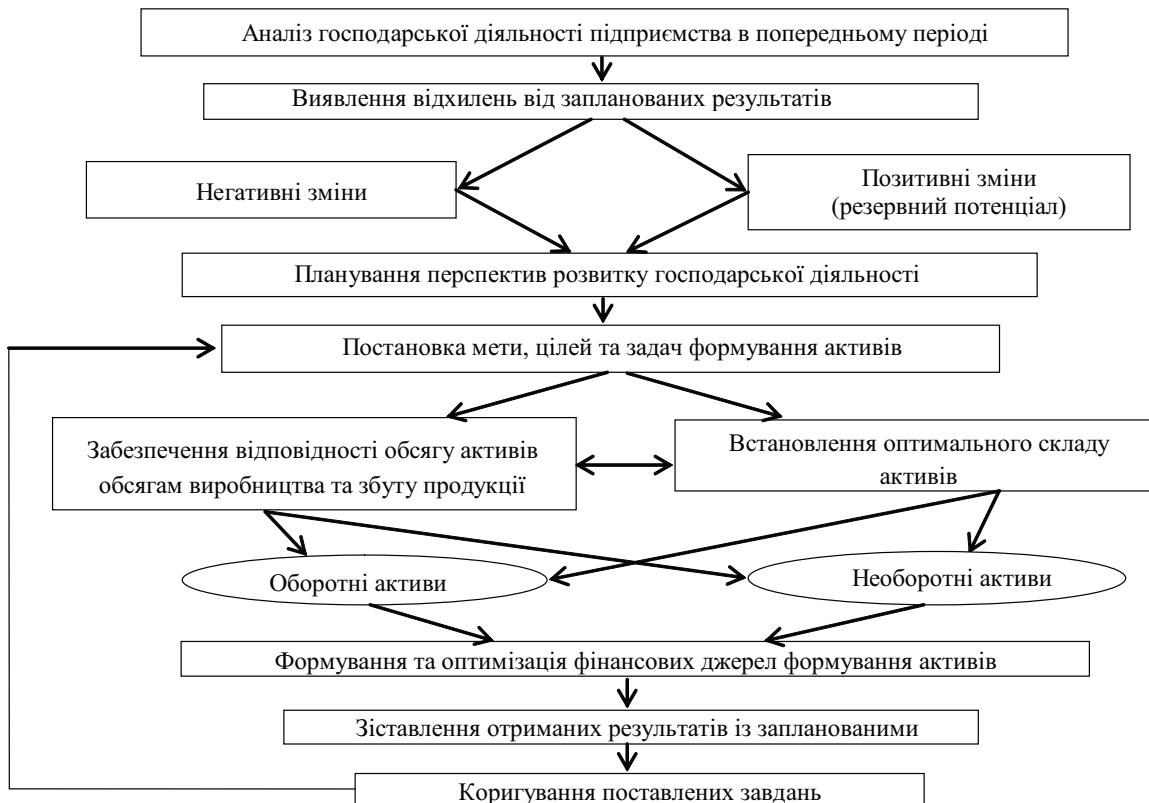 Аналіз господарської діяльності підприємства в попередньому періоді
Виявлення відхилень від запланованих результатів
Негативні зміни
Позитивні зміни
(резервний потенціал)
Планування перспектив розвитку господарської діяльності
Постановка мети, цілей та задач формування активів
Забезпечення відповідності обсягу активів
обсягам виробництва та збуту продукції
Встановлення оптимального складу
активів
Оборотні активи
Необоротні активи
Формування та оптимізація фінансових джерел формування активів
Зіставлення отриманих результатів із запланованими
Коригування поставлених завдань